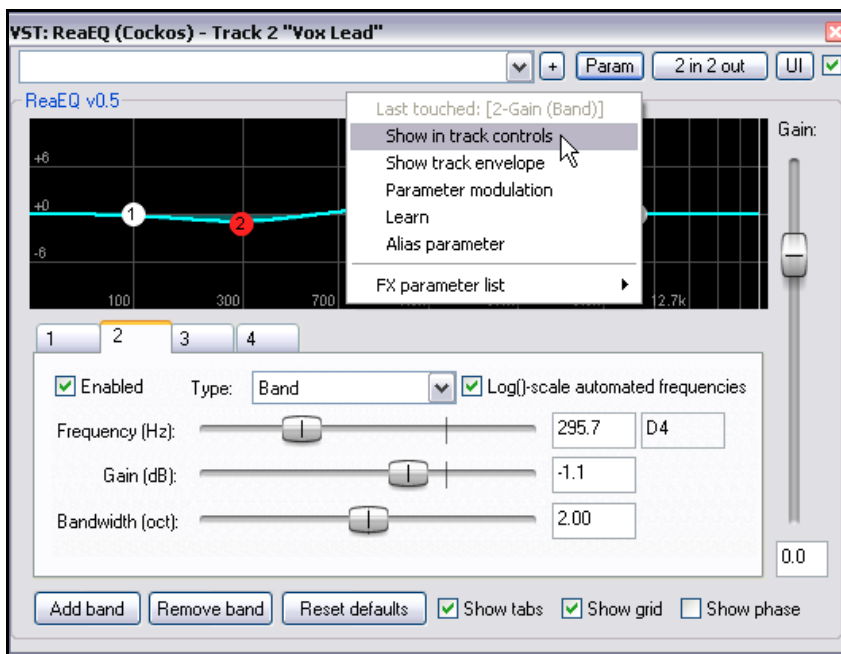 VST: ReaEQ (Cockos) - Track 2 "Vox Lead"
+ Param 2 in 2 out UI
ReaEQ v0.5
Last touched: [2-Gain (Band)]
Show in track controls
Show track envelope
Parameter modulation
Learn
Alias parameter
FX parameter list
Gain:
+6
+0
-6
1
2
100 300 700 12.7k
1 2 3 4
Enabled Type: Band Log()-scale automated frequencies
Frequency (Hz): 295.7 D4
Gain (dB): -1.1
Bandwidth (oct): 2.00
0.0
Add band Remove band Reset defaults Show tabs Show grid Show phase